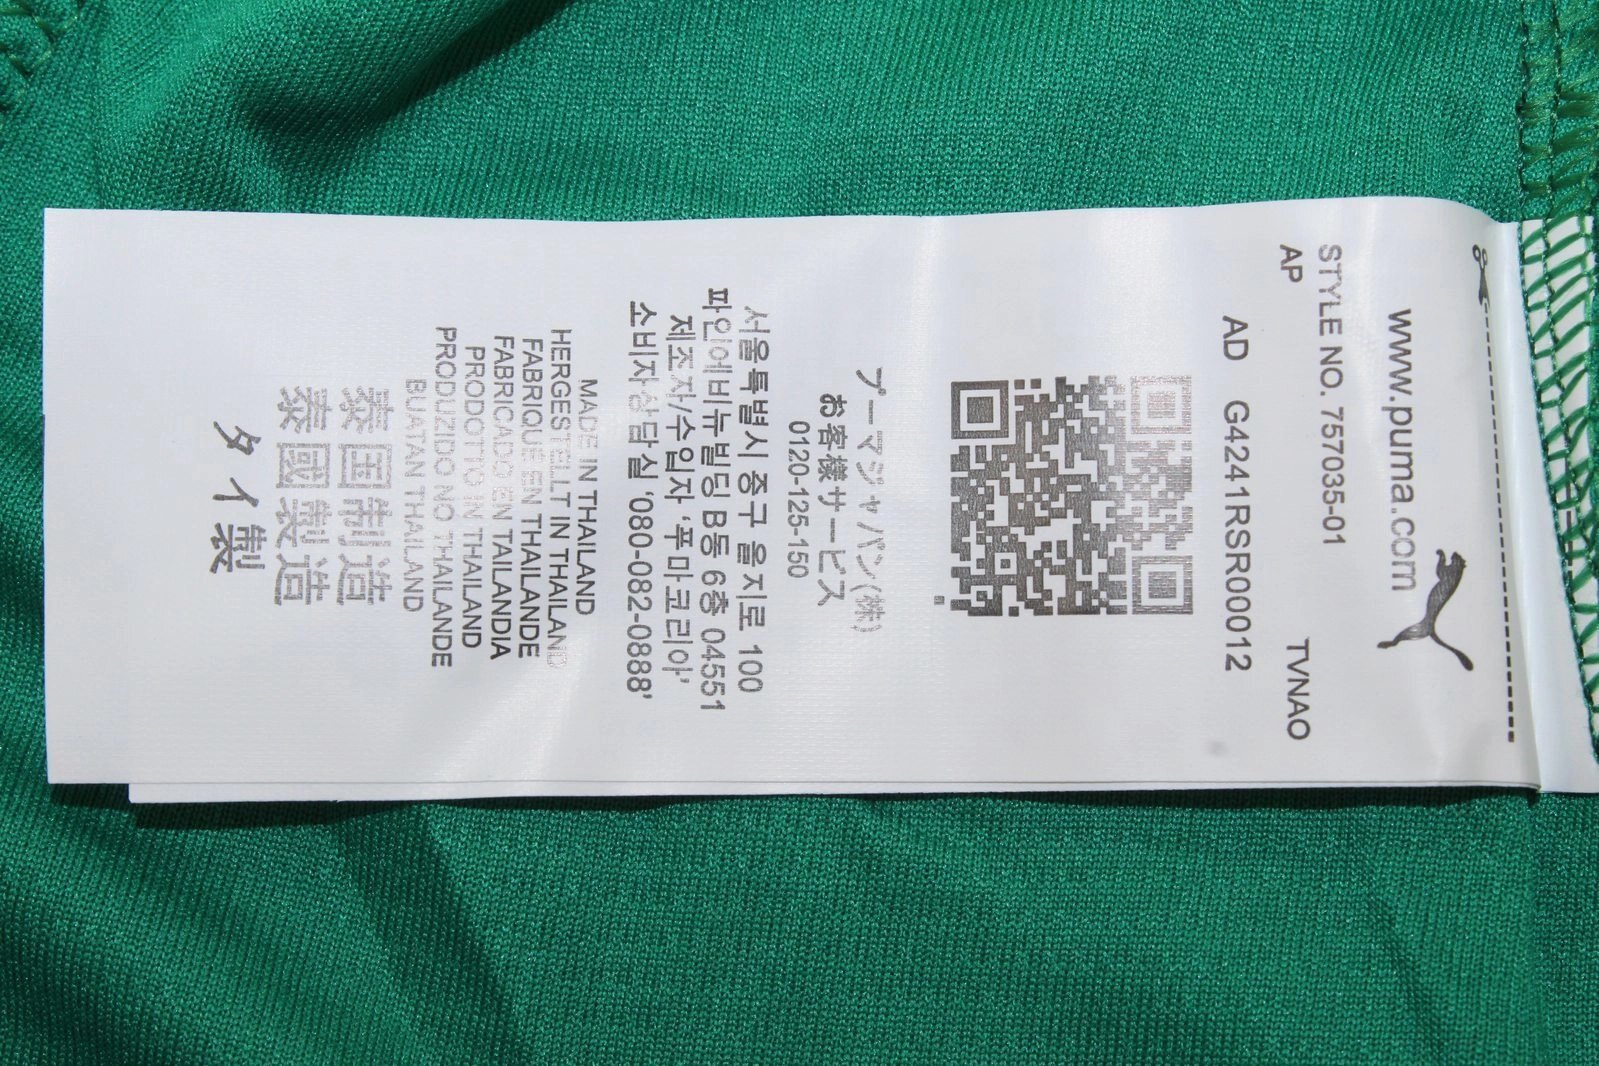 www.puma.com
STYLE NO. 757035-01
AP TVNAO
AD G4241RSR00012
プーマジャパン(株)
お客様サービス
0120-125-150
서울특별시 중구 을지로 100
파인에비뉴빌딩 B동 6층 04551
제조자/수입자 '푸마코리아'
소비자상담실 '080-082-0888'
MADE IN THAILAND
HERGESTELLT IN THAILAND
FABRIQUE EN THAILANDE
FABRICADO EN TAILANDIA
PRODOTTO IN THAILAND
PRODUZIDO NO THAILANDE
BUATAN THAILAND
泰国制造
泰國製造
タイ製